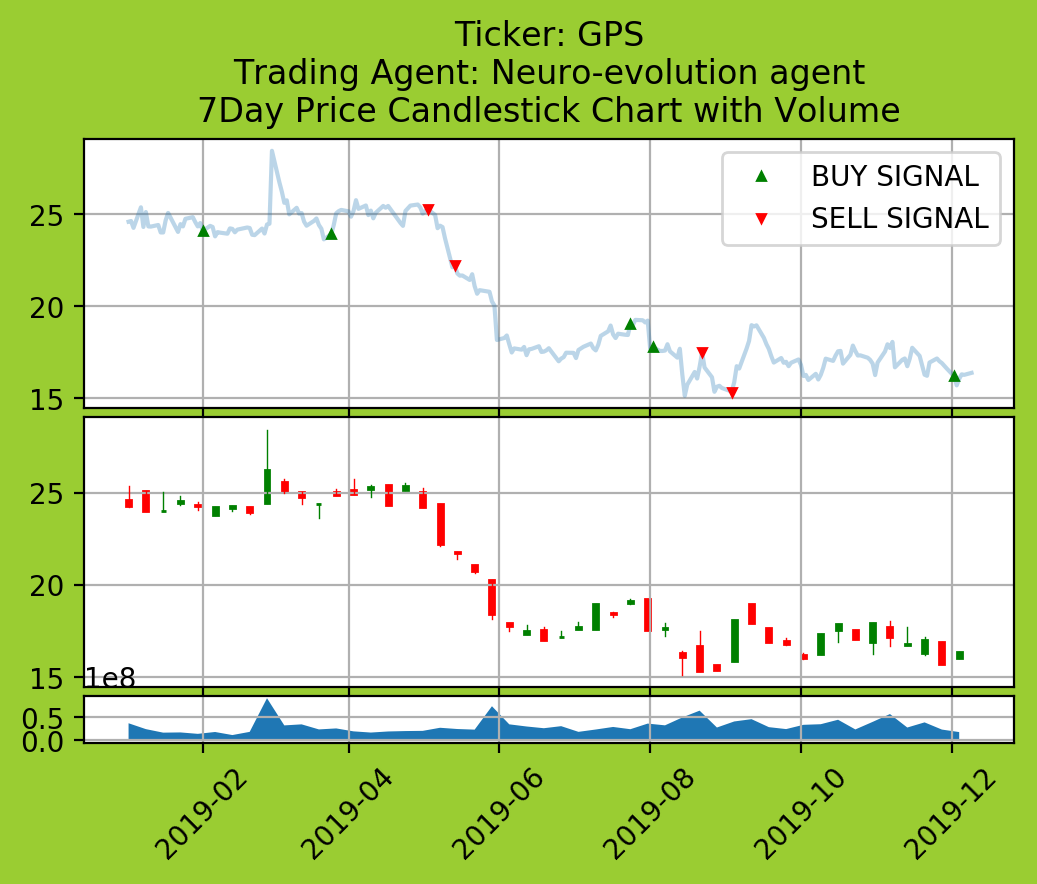 Ticker: GPS
Trading Agent: Neuro-evolution agent
7Day Price Candlestick Chart with Volume
BUY SIGNAL
SELL SIGNAL
25
20
15
25
20
15
1e8
0.5
0.0
2019-02
2019-04
2019-06
2019-08
2019-10
2019-12